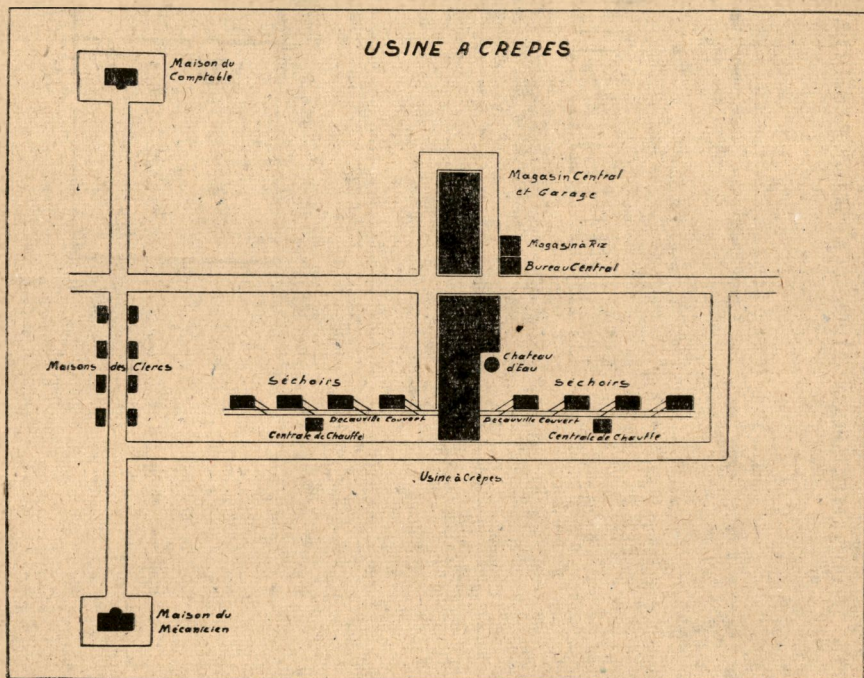 USINE A CREPES
Maison du
Comptable
Magasin Central
et Garage
Magasin à Riz
Bureau Central
Maisons des Clercs
Chateau
d'Eau
Séchoirs
Séchoirs
Decauville Couvert
Decauville Couvert
Centrale de Chauffe
Centrale de Chauffe
Usine à Crêpes
Maison du
Mécanicien